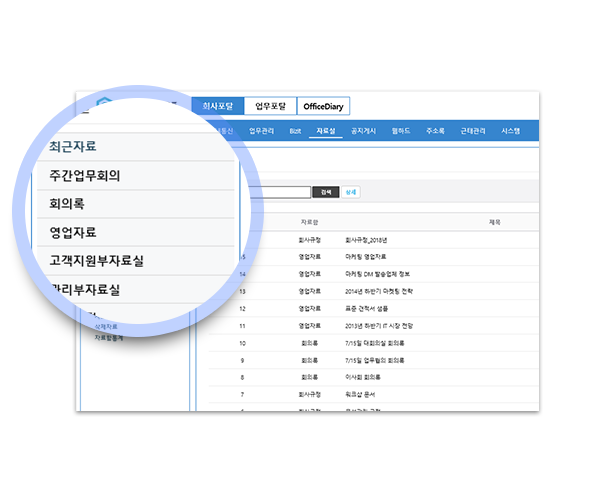 회사포탈 업무포탈 OfficeDiary
업무관리 Bizit 자료실 공지게시 웹하드 주소록 근태관리 시스템
최근자료
주간업무회의
회의록
영업자료
고객지원부자료실
관리부자료실
삭제자료
자료함통계
검색 상세
자료함 제목
회사규정 회사규정_2018년
15 영업자료 마케팅 영업자료
14 영업자료 마케팅 DM 발송업체 정보
13 영업자료 2014년 하반기 마켓팅 전략
12 영업자료 표준 견적서 샘플
11 영업자료 2013년 하반기 IT 시장 전망
10 회의록 7/15일 대회의실 회의록
9 회의록 7/15일 업무협의 회의록
8 회의록 이사회 회의록
7 회사규정 워크샵 문서